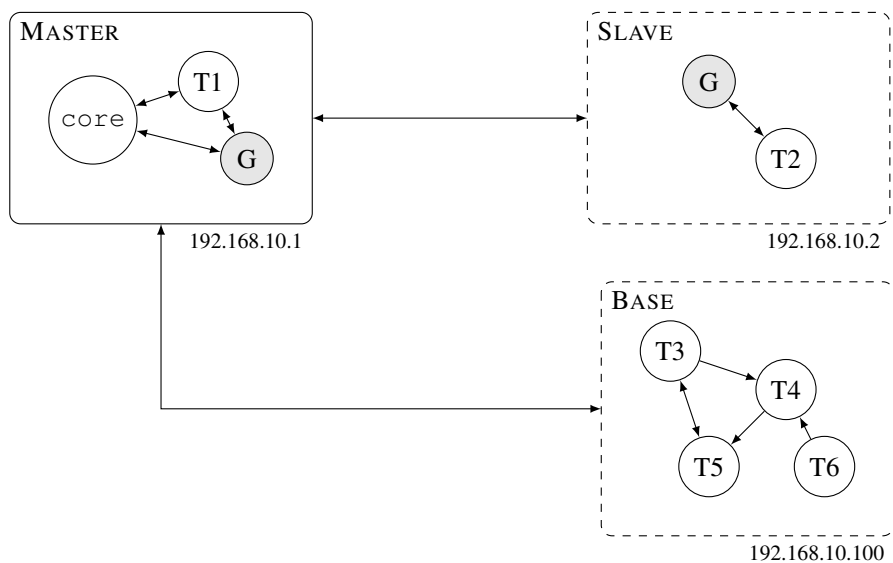 MASTER
core
T1
G
192.168.10.1
SLAVE
G
T2
192.168.10.2
BASE
T3
T4
T5
T6
192.168.10.100